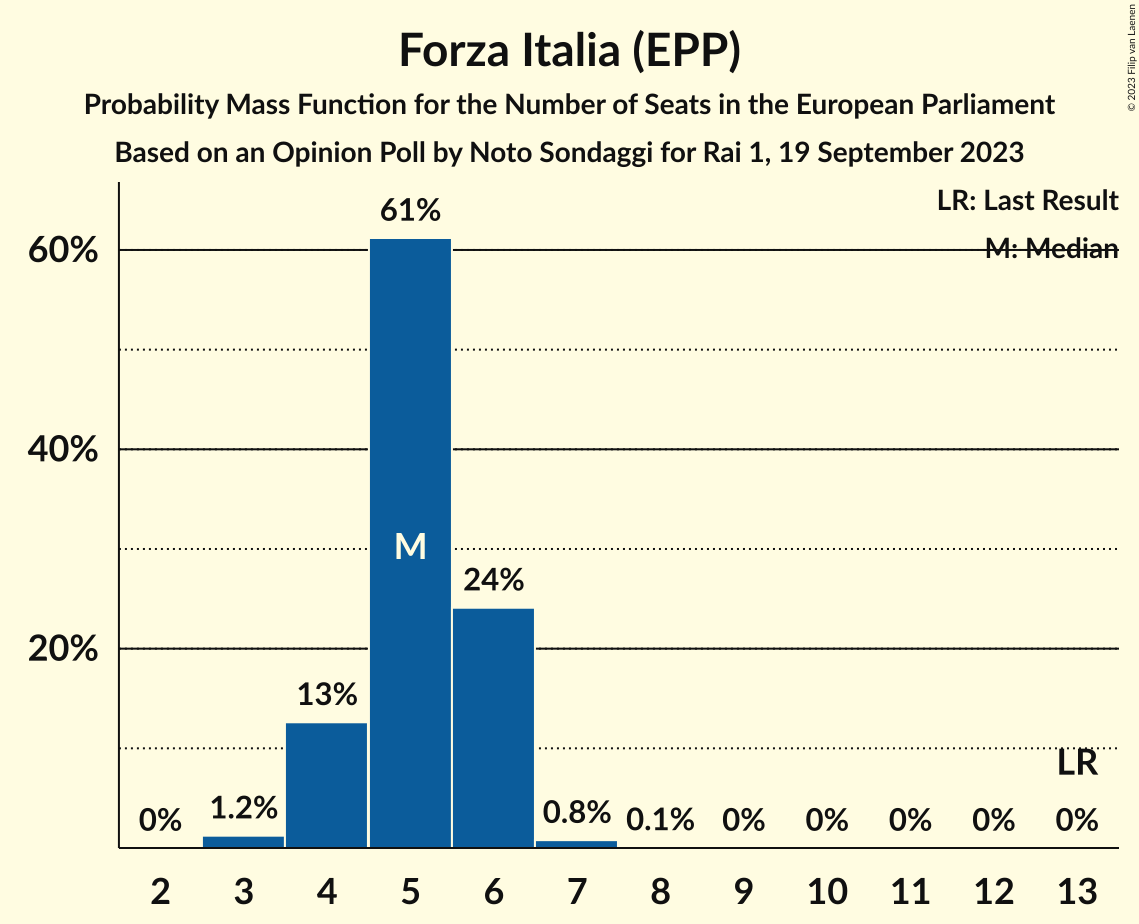 Forza Italia (EPP)
Probability Mass Function for the Number of Seats in the European Parliament
Based on an Opinion Poll by Noto Sondaggi for Rai 1, 19 September 2023
© 2023 Filip van Laenen
LR: Last Result
M: Median
60%
40%
20%
0%
1.2%
13%
61%
M
24%
0.8%
0.1%
0%
0%
0%
0%
LR
0%
2 3 4 5 6 7 8 9 10 11 12 13